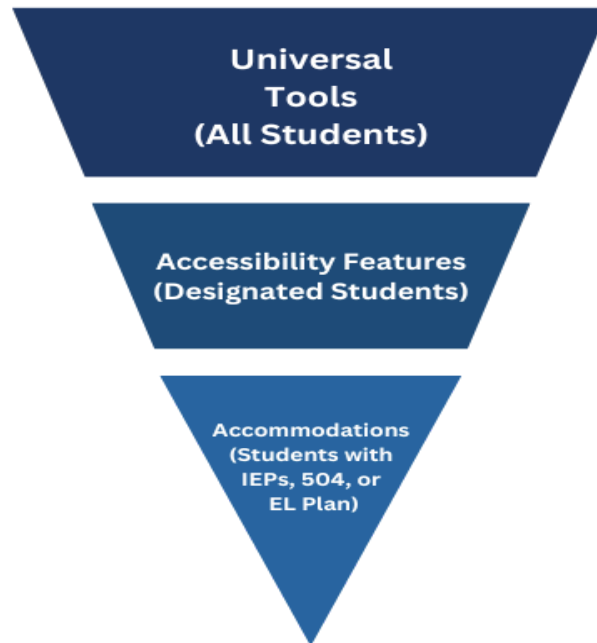 Universal
Tools
(All Students)
Accessibility Features
(Designated Students)
Accommodations
(Students with
IEPs, 504, or
EL Plan)